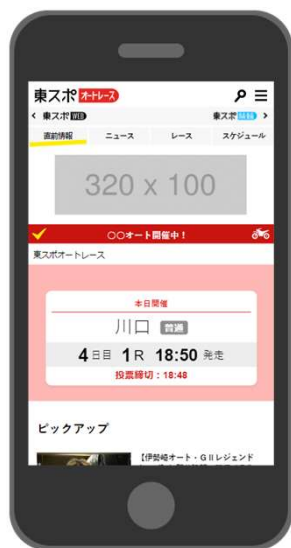 東スポ オートレース
< 東スポ WEB 東スポ >
直前情報 ニュース レース スケジュール
320 x 100
○○オート開催中！
東スポオートレース
本日開催
川口 普通
4日目 1R 18:50 発走
投票締切：18:48
ピックアップ
【伊勢崎オート・GⅡレジェンド